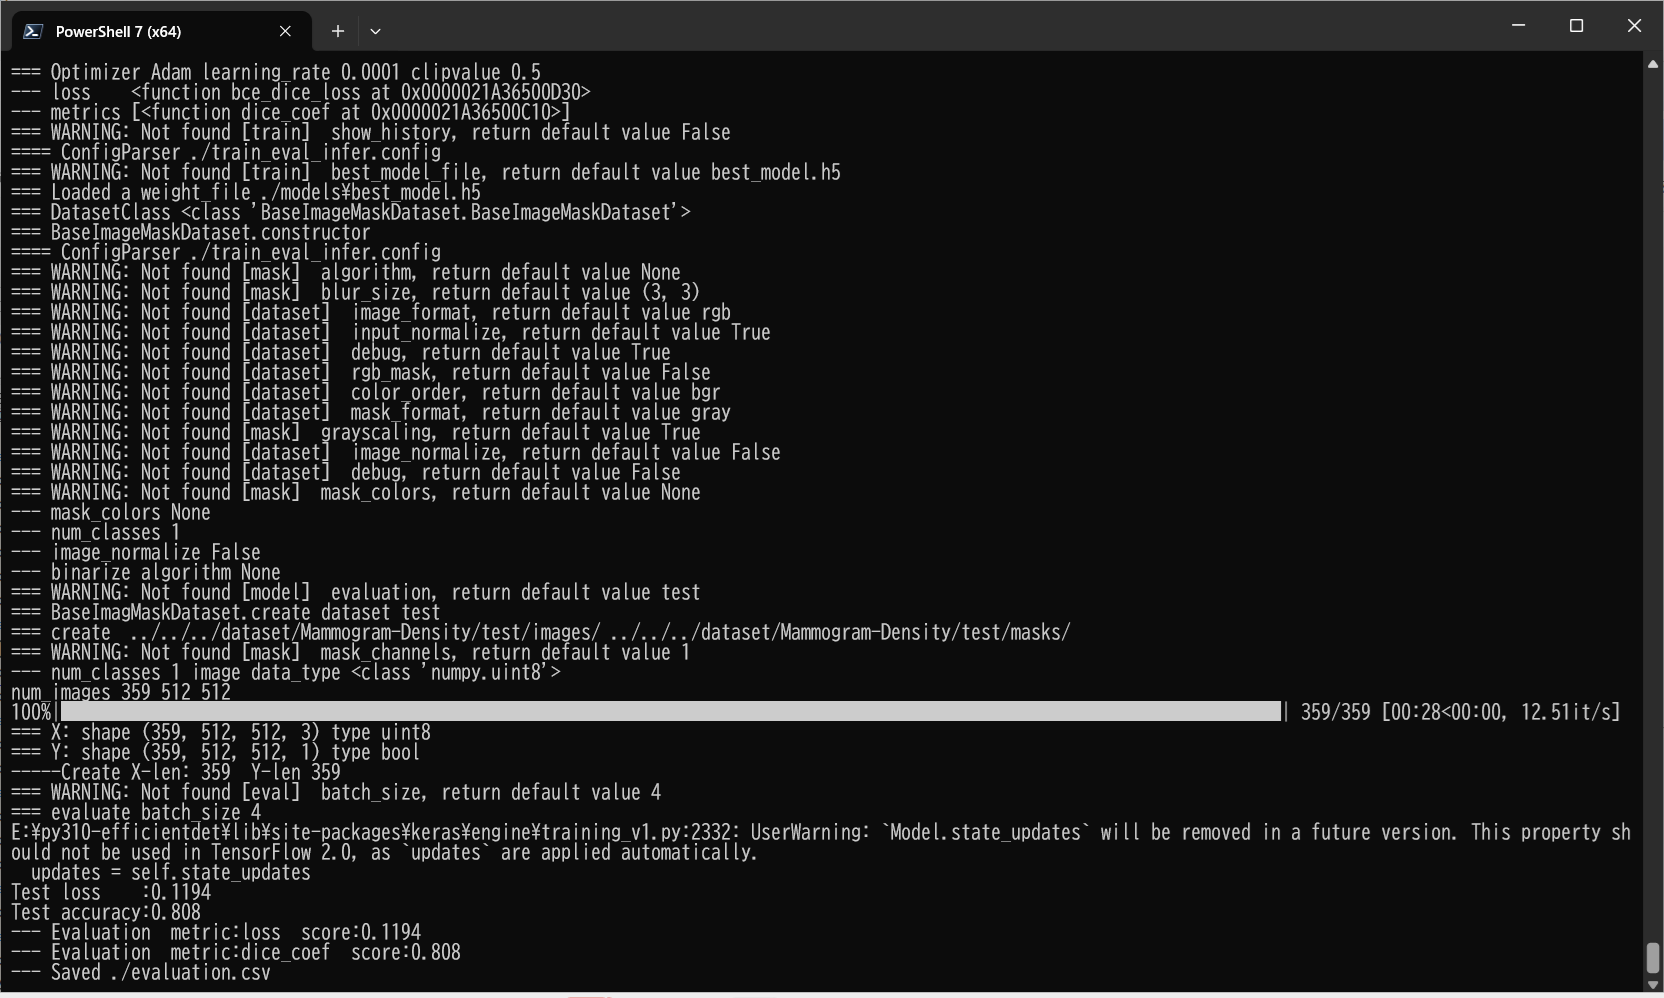 PowerShell 7 (x64)
=== Optimizer Adam learning_rate 0.0001 clipvalue 0.5
--- loss    <function bce_dice_loss at 0x0000021A36500D30>
--- metrics [<function dice_coef at 0x0000021A36500C10>]
=== WARNING: Not found [train]  show_history, return default value False
==== ConfigParser ./train_eval_infer.config
=== WARNING: Not found [train]  best_model_file, return default value best_model.h5
=== Loaded a weight_file ./models¥best_model.h5
=== DatasetClass <class 'BaseImageMaskDataset.BaseImageMaskDataset'>
=== BaseImageMaskDataset.constructor
==== ConfigParser ./train_eval_infer.config
=== WARNING: Not found [mask]  algorithm, return default value None
=== WARNING: Not found [mask]  blur_size, return default value (3, 3)
=== WARNING: Not found [dataset]  image_format, return default value rgb
=== WARNING: Not found [dataset]  input_normalize, return default value True
=== WARNING: Not found [dataset]  debug, return default value True
=== WARNING: Not found [dataset]  rgb_mask, return default value False
=== WARNING: Not found [dataset]  color_order, return default value bgr
=== WARNING: Not found [dataset]  mask_format, return default value gray
=== WARNING: Not found [mask]  grayscaling, return default value True
=== WARNING: Not found [dataset]  image_normalize, return default value False
=== WARNING: Not found [dataset]  debug, return default value False
=== WARNING: Not found [mask]  mask_colors, return default value None
--- mask_colors None
--- num_classes 1
--- image_normalize False
--- binarize algorithm None
=== WARNING: Not found [model]  evaluation, return default value test
=== BaseImagMaskDataset.create dataset test
=== create  ../../../dataset/Mammogram-Density/test/images/ ../../../dataset/Mammogram-Density/test/masks/
=== WARNING: Not found [mask]  mask_channels, return default value 1
--- num_classes 1 image data_type <class 'numpy.uint8'>
num_images 359 512 512
100%| | 359/359 [00:28<00:00, 12.51it/s]
=== X: shape (359, 512, 512, 3) type uint8
=== Y: shape (359, 512, 512, 1) type bool
-----Create X-len: 359  Y-len 359
=== WARNING: Not found [eval]  batch_size, return default value 4
=== evaluate batch_size 4
E:¥py310-efficientdet¥lib¥site-packages¥keras¥engine¥training_v1.py:2332: UserWarning: `Model.state_updates` will be removed in a future version. This property sh
ould not be used in TensorFlow 2.0, as `updates` are applied automatically.
  updates = self.state_updates
Test loss    :0.1194
Test accuracy:0.808
--- Evaluation  metric:loss  score:0.1194
--- Evaluation  metric:dice_coef  score:0.808
--- Saved ./evaluation.csv